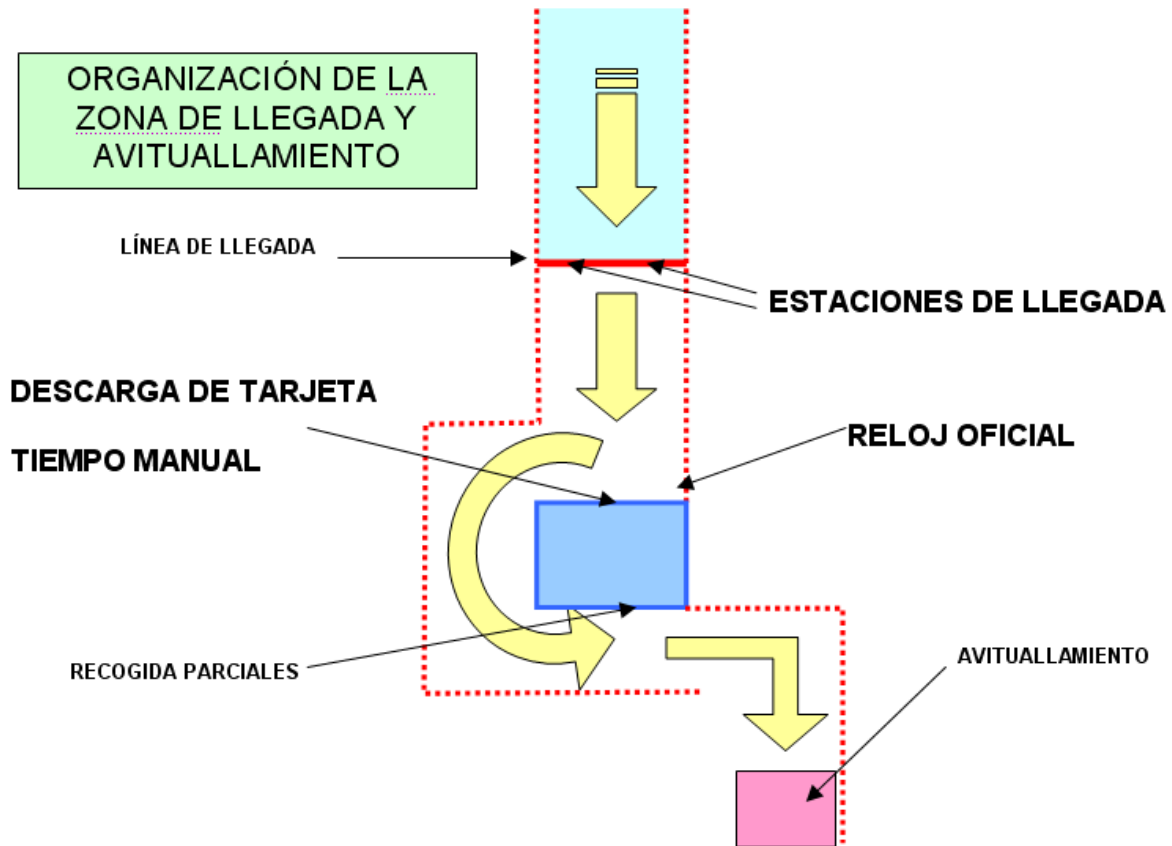 ORGANIZACIÓN DE LA
ZONA DE LLEGADA Y
AVITUALLAMIENTO
LÍNEA DE LLEGADA
ESTACIONES DE LLEGADA
DESCARGA DE TARJETA
TIEMPO MANUAL
RELOJ OFICIAL
RECOGIDA PARCIALES
AVITUALLAMIENTO